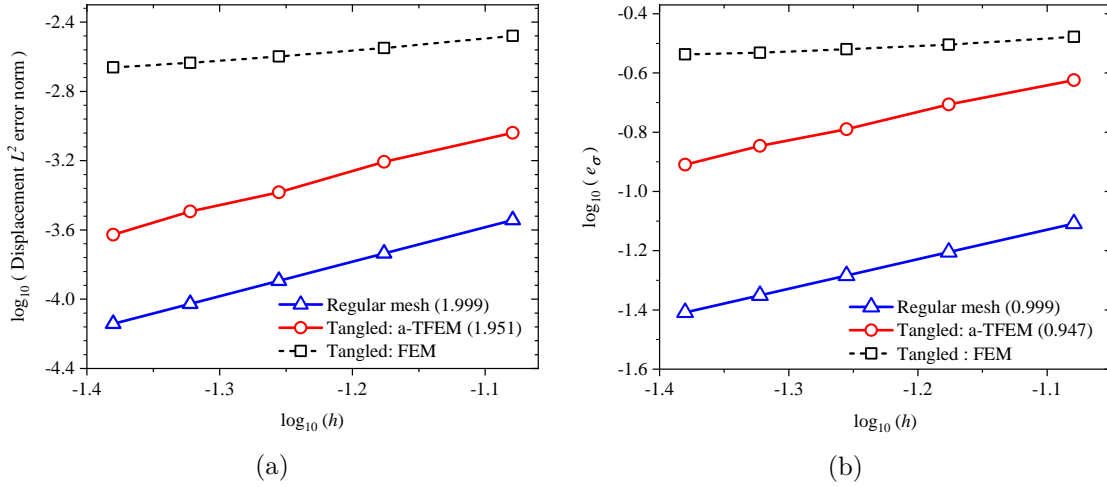 -2.4
-2.8
-3.2
-3.6
-4.0
-4.4
log10 ( Displacement L2 error norm)
-1.4
-1.3
-1.2
-1.1
log10 (h)
Regular mesh (1.999)
Tangled: a-TFEM (1.951)
Tangled: FEM
(a)
-0.4
-0.6
-0.8
-1.0
-1.2
-1.4
-1.6
log10 ( eσ)
-1.4
-1.3
-1.2
-1.1
log10 (h)
Regular mesh (0.999)
Tangled: a-TFEM (0.947)
Tangled : FEM
(b)